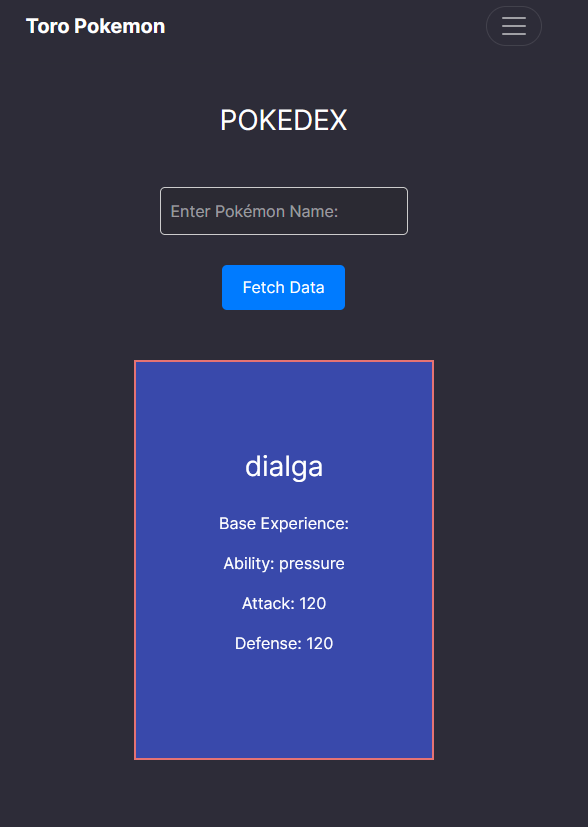 Toro Pokemon
POKEDEX
Enter Pokémon Name:
Fetch Data
dialga
Base Experience:
Ability: pressure
Attack: 120
Defense: 120